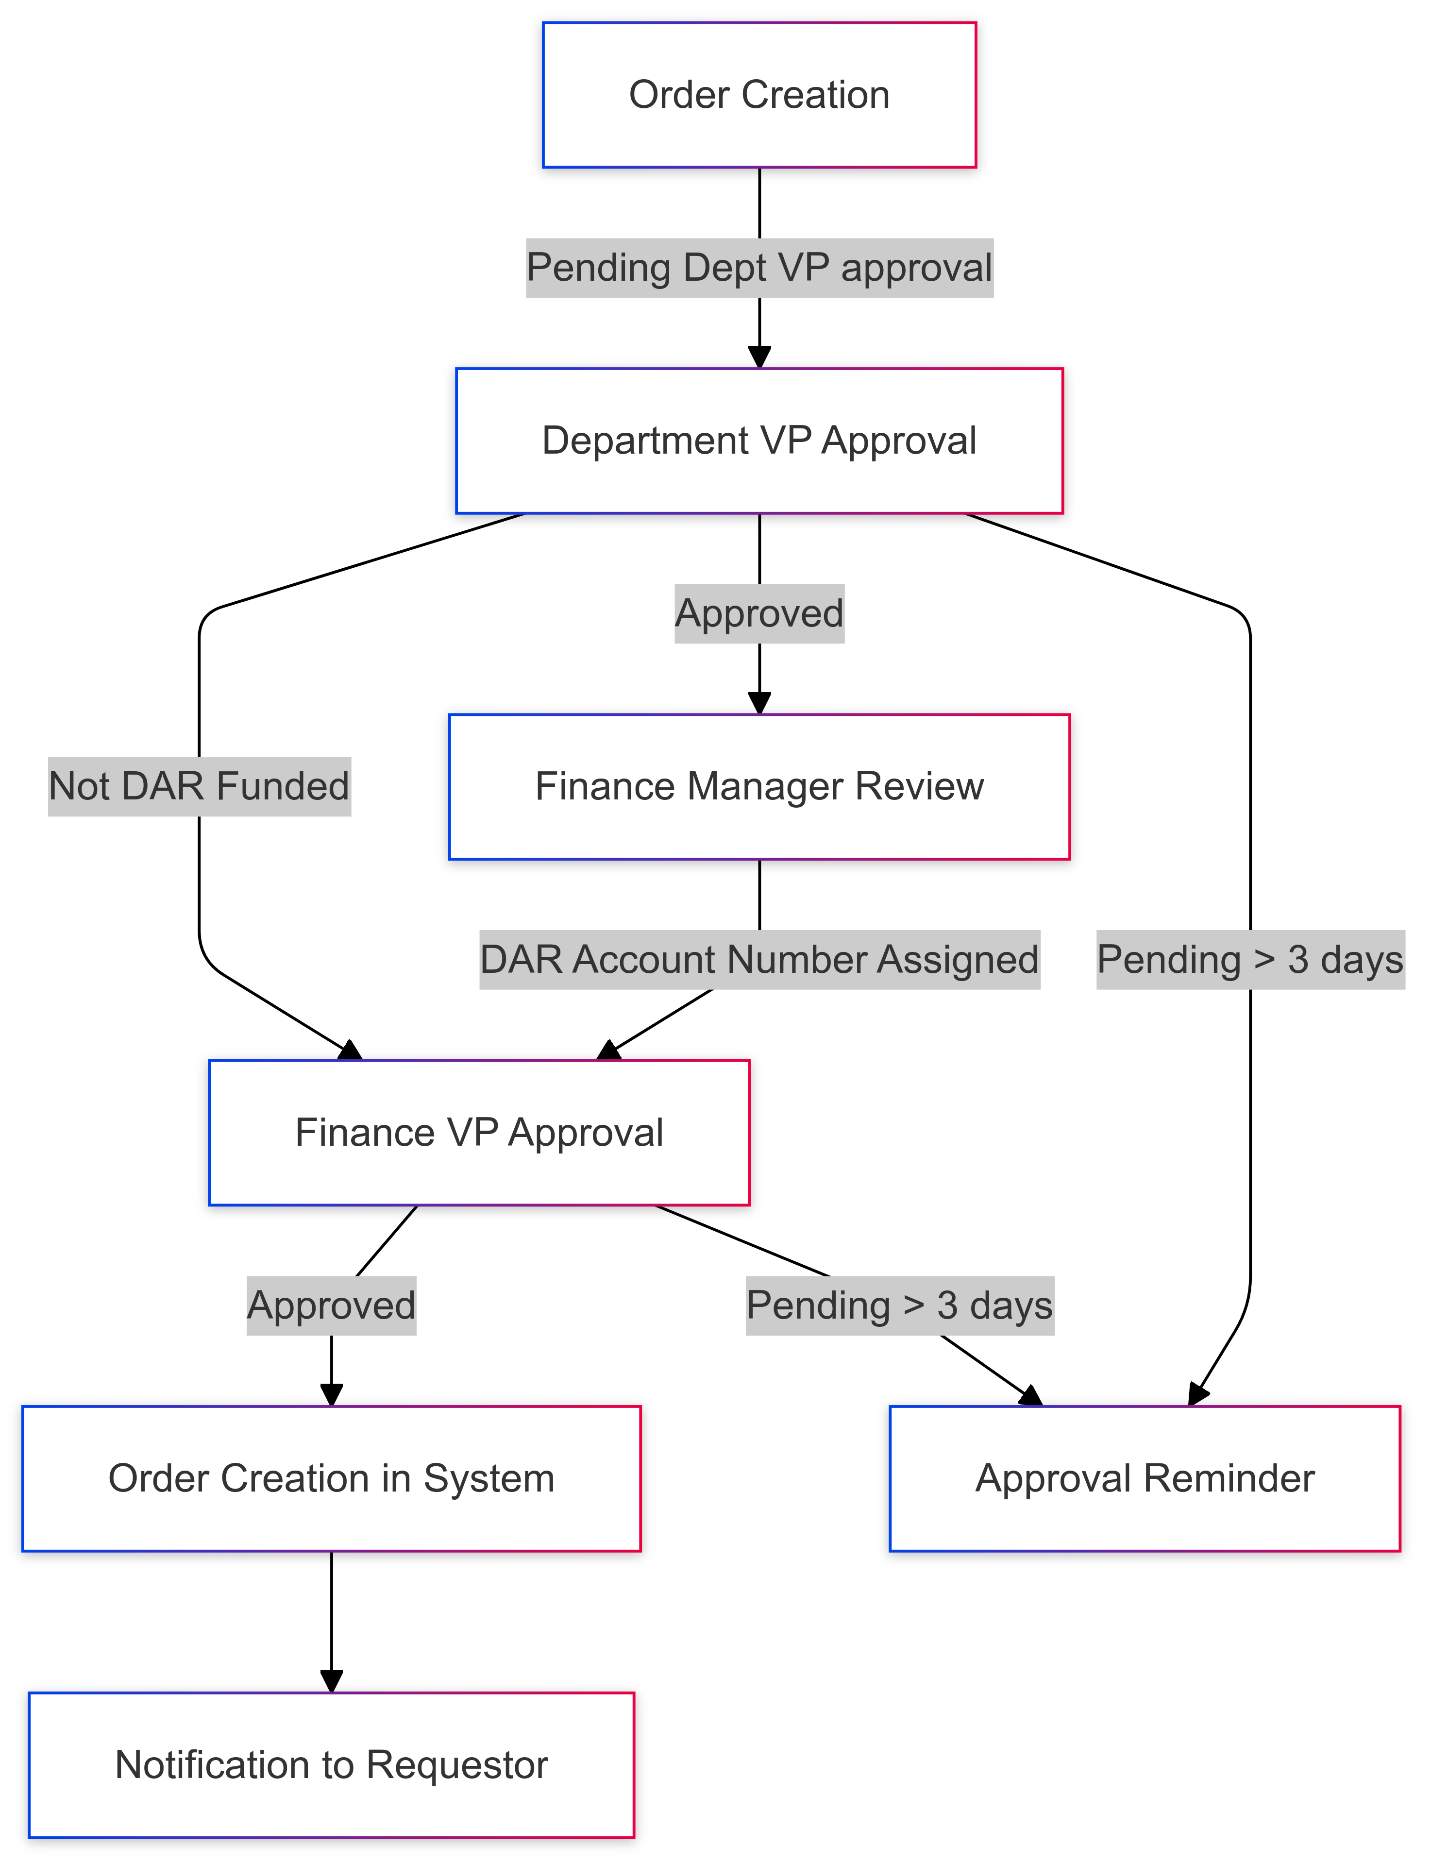 Order Creation
Pending Dept VP approval
Department VP Approval
Approved
Not DAR Funded
Finance Manager Review
DAR Account Number Assigned
Pending > 3 days
Finance VP Approval
Approved
Pending > 3 days
Order Creation in System
Approval Reminder
Notification to Requestor